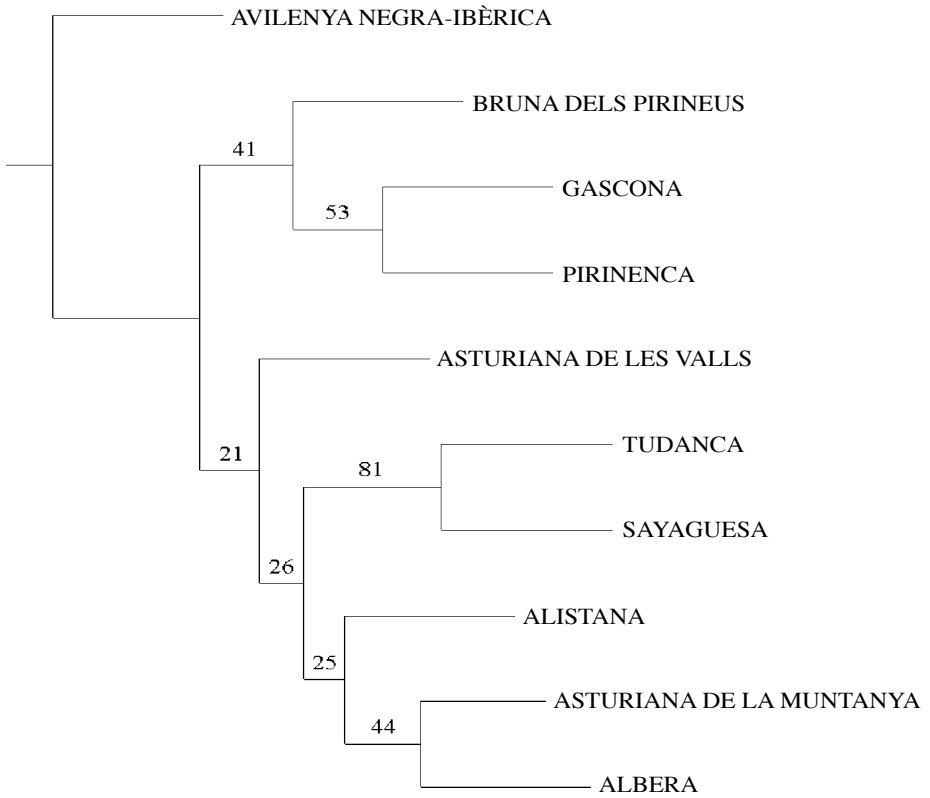 AVILENYA NEGRA-IBÈRICA
BRUNA DELS PIRINEUS
41
GASCONA
53
PIRINENCA
ASTURIANA DE LES VALLS
TUDANCA
21
81
SAYAGUESA
26
ALISTANA
25
ASTURIANA DE LA MUNTANYA
44
ALBERA